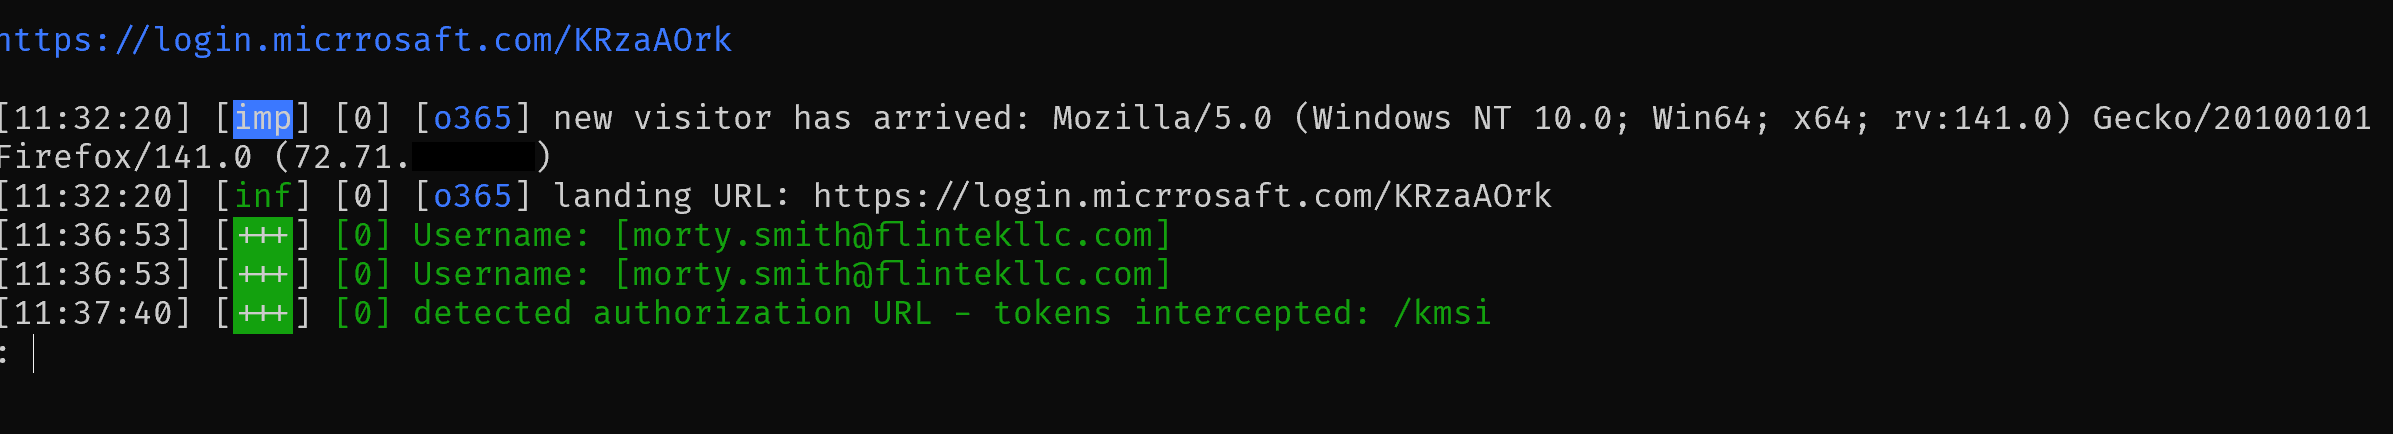 https://login.micrrosaft.com/KRzaAOrk
[11:32:20] [imp] [0] [o365] new visitor has arrived: Mozilla/5.0 (Windows NT 10.0; Win64; x64; rv:141.0) Gecko/20100101
Firefox/141.0 (72.71. )
[11:32:20] [inf] [0] [o365] landing URL: https://login.micrrosaft.com/KRzaAOrk
[11:36:53] [+++] [0] Username: [morty.smith@flintekllc.com]
[11:36:53] [+++] [0] Username: [morty.smith@flintekllc.com]
[11:37:40] [+++] [0] detected authorization URL - tokens intercepted: /kmsi
: